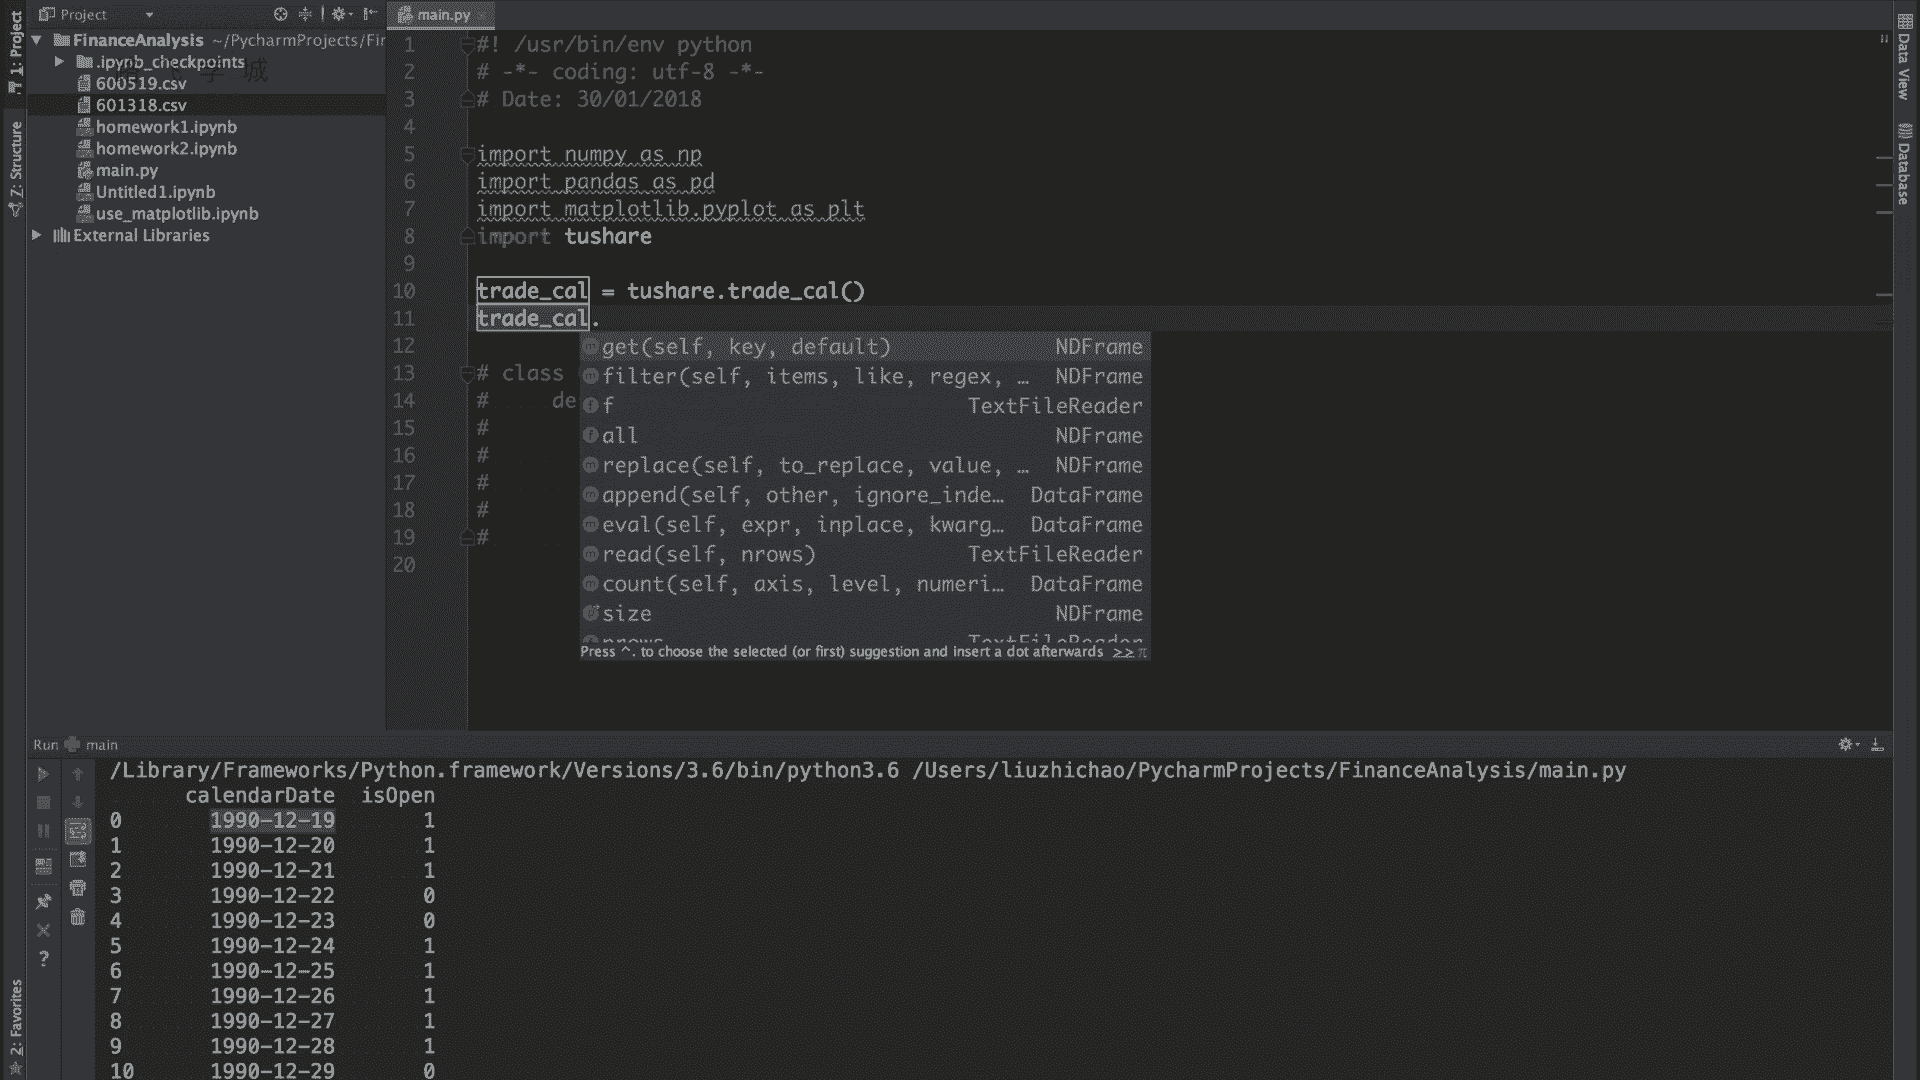 1: Project
Z: Structure
2: Favorites
Project
FinanceAnalysis ~/PycharmProjects/Fir
.ipynb_checkpoints
600519.csv
601318.csv
homework1.ipynb
homework2.ipynb
main.py
Untitled1.ipynb
use_matplotlib.ipynb
External Libraries
main.py
1 #! /usr/bin/env python
2 # -*- coding: utf-8 -*-
3 # Date: 30/01/2018
4
5 import numpy as np
6 import pandas as pd
7 import matplotlib.pyplot as plt
8 import tushare
9
10 trade_cal = tushare.trade_cal()
11 trade_cal.
12
13 # class
14 # de
15 #
16 #
17 #
18 #
19 #
20
get(self, key, default) NDFrame
filter(self, items, like, regex, … NDFrame
f TextFileReader
all NDFrame
replace(self, to_replace, value, … NDFrame
append(self, other, ignore_inde… DataFrame
eval(self, expr, inplace, kwarg… DataFrame
read(self, nrows) TextFileReader
count(self, axis, level, numeri… DataFrame
size NDFrame
nrows TextFileReader
Press ^. to choose the selected (or first) suggestion and insert a dot afterwards >> π
Data View
Database
Run main
/Library/Frameworks/Python.framework/Versions/3.6/bin/python3.6 /Users/liuzhichao/PycharmProjects/FinanceAnalysis/main.py
calendarDate isOpen
0 1990-12-19 1
1 1990-12-20 1
2 1990-12-21 1
3 1990-12-22 0
4 1990-12-23 0
5 1990-12-24 1
6 1990-12-25 1
7 1990-12-26 1
8 1990-12-27 1
9 1990-12-28 1
10 1990-12-29 0